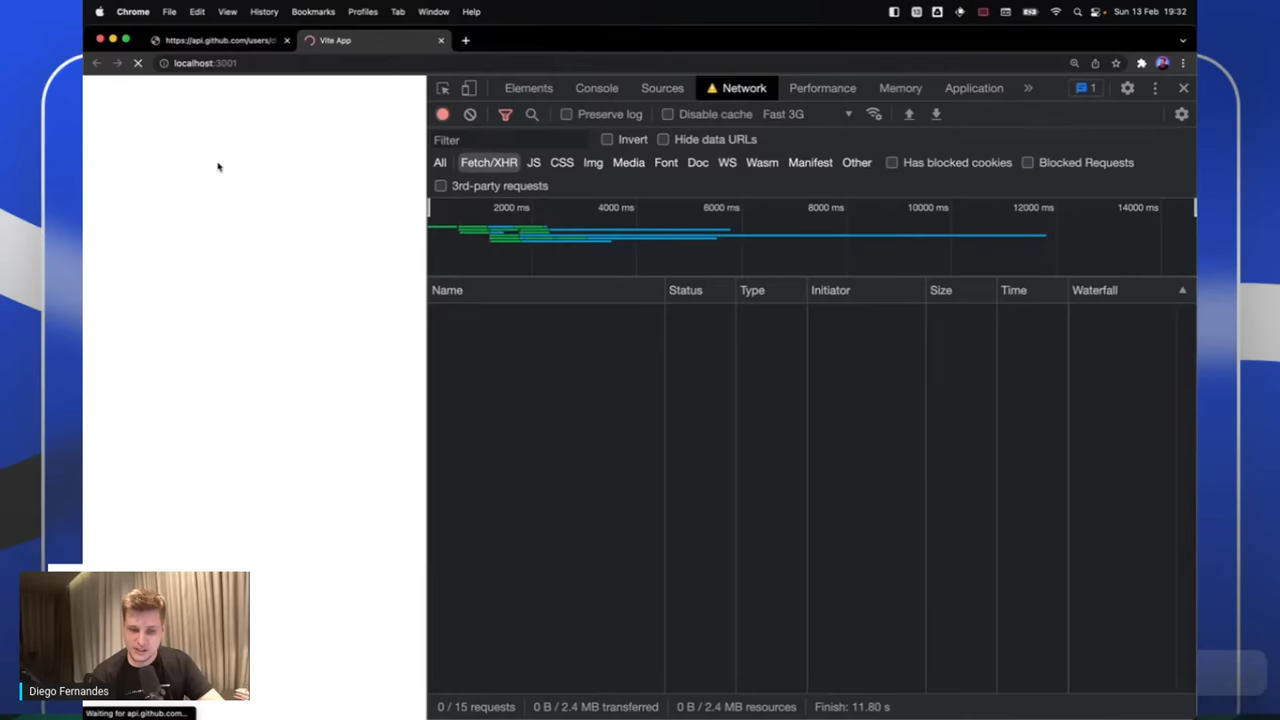 Chrome File Edit View History Bookmarks Profiles Tab Window Help
13
Sun 13 Feb 19:32
https://api.github.com/users/
Vite App
localhost:3001
Elements Console Sources Network Performance Memory Application » 1
Preserve log Disable cache Fast 3G
Filter Invert Hide data URLs
All Fetch/XHR JS CSS Img Media Font Doc WS Wasm Manifest Other Has blocked cookies Blocked Requests
3rd-party requests
2000 ms 4000 ms 6000 ms 8000 ms 10000 ms 12000 ms 14000 ms
Name Status Type Initiator Size Time Waterfall
Diego Fernandes
Waiting for api.github.com...
0 / 15 requests 0 B / 2.4 MB transferred 0 B / 2.4 MB resources Finish: 11.80 s